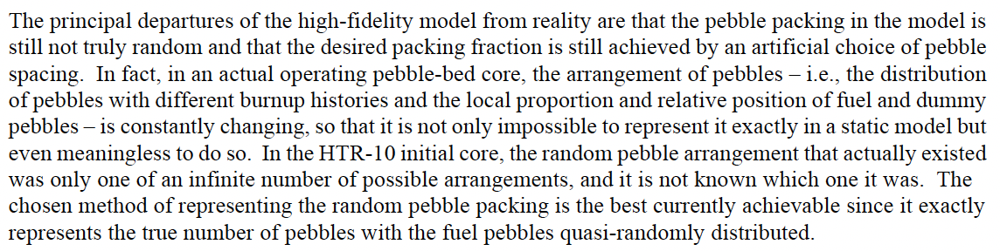 The principal departures of the high-fidelity model from reality are that the pebble packing in the model is
still not truly random and that the desired packing fraction is still achieved by an artificial choice of pebble
spacing.  In fact, in an actual operating pebble-bed core, the arrangement of pebbles – i.e., the distribution
of pebbles with different burnup histories and the local proportion and relative position of fuel and dummy
pebbles – is constantly changing, so that it is not only impossible to represent it exactly in a static model but
even meaningless to do so.  In the HTR-10 initial core, the random pebble arrangement that actually existed
was only one of an infinite number of possible arrangements, and it is not known which one it was.  The
chosen method of representing the random pebble packing is the best currently achievable since it exactly
represents the true number of pebbles with the fuel pebbles quasi-randomly distributed.